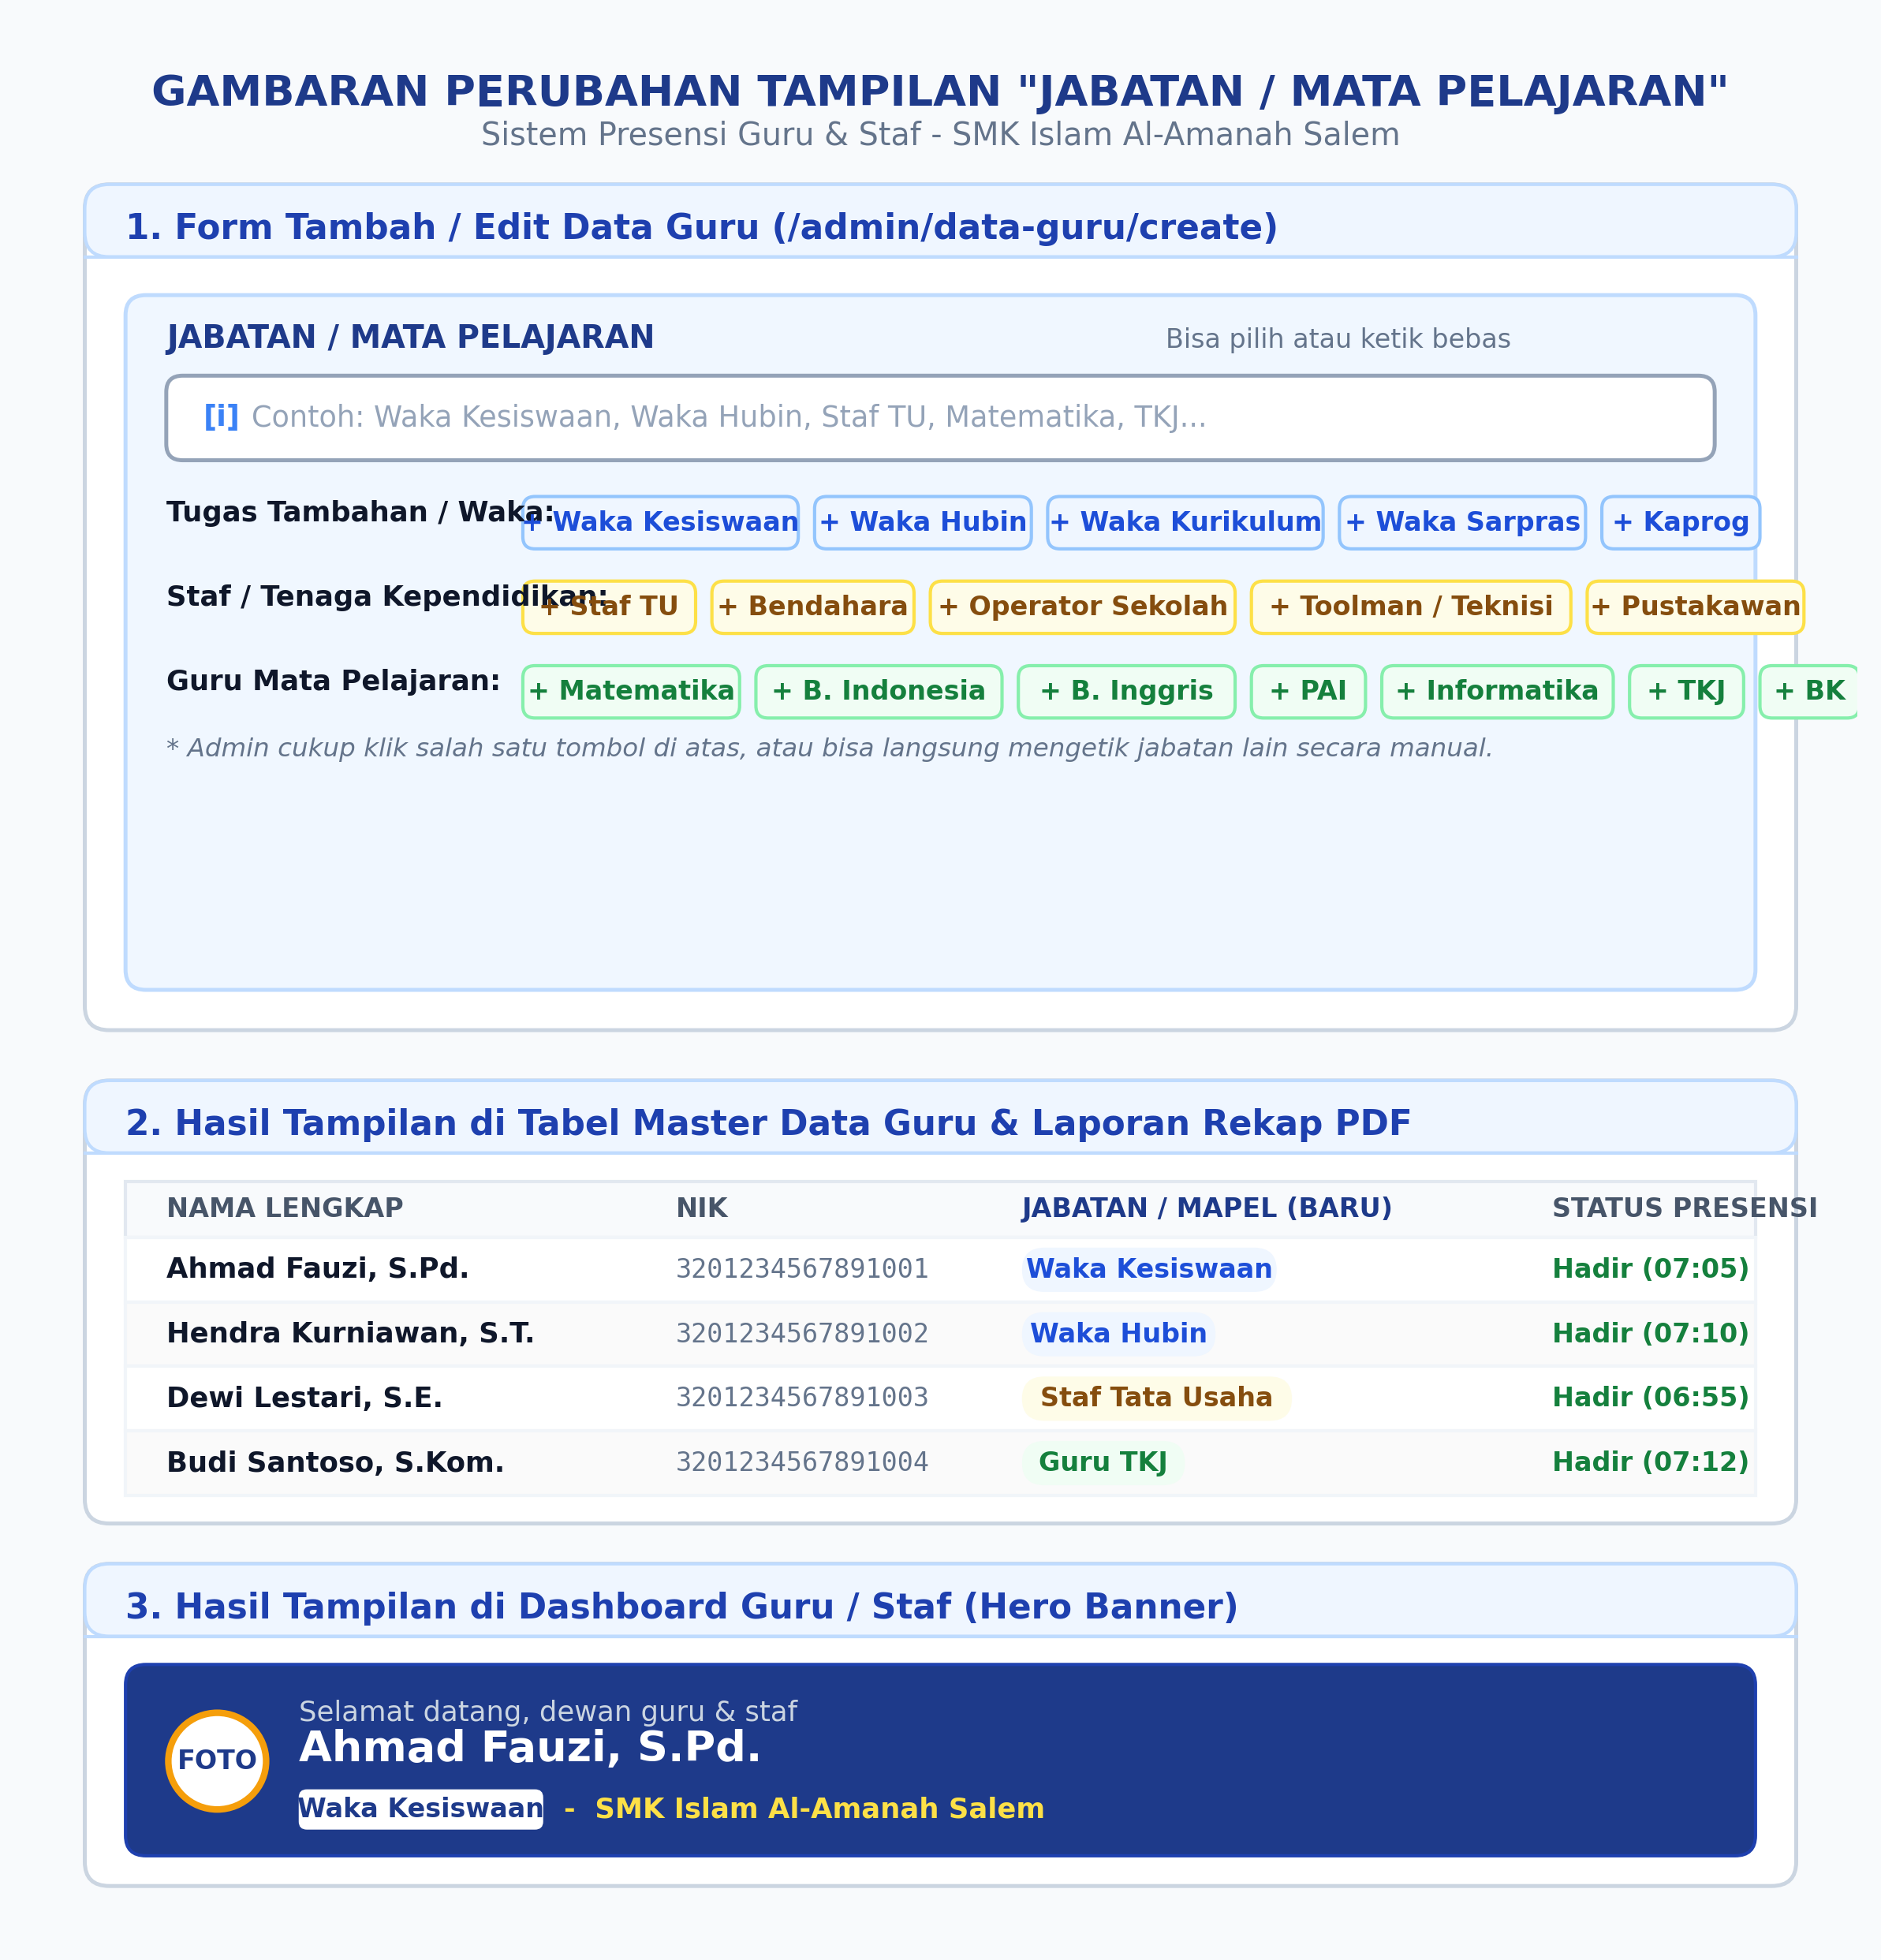 GAMBARAN PERUBAHAN TAMPILAN "JABATAN / MATA PELAJARAN"
Sistem Presensi Guru & Staf - SMK Islam Al-Amanah Salem
1. Form Tambah / Edit Data Guru (/admin/data-guru/create)
JABATAN / MATA PELAJARAN Bisa pilih atau ketik bebas
[i] Contoh: Waka Kesiswaan, Waka Hubin, Staf TU, Matematika, TKJ...
Tugas Tambahan / Waka: + Waka Kesiswaan + Waka Hubin + Waka Kurikulum + Waka Sarpras + Kaprog
Staf / Tenaga Kependidikan: + Staf TU + Bendahara + Operator Sekolah + Toolman / Teknisi + Pustakawan
Guru Mata Pelajaran: + Matematika + B. Indonesia + B. Inggris + PAI + Informatika + TKJ + BK
* Admin cukup klik salah satu tombol di atas, atau bisa langsung mengetik jabatan lain secara manual.
2. Hasil Tampilan di Tabel Master Data Guru & Laporan Rekap PDF
NAMA LENGKAP NIK JABATAN / MAPEL (BARU) STATUS PRESENSI
Ahmad Fauzi, S.Pd. 3201234567891001 Waka Kesiswaan Hadir (07:05)
Hendra Kurniawan, S.T. 3201234567891002 Waka Hubin Hadir (07:10)
Dewi Lestari, S.E. 3201234567891003 Staf Tata Usaha Hadir (06:55)
Budi Santoso, S.Kom. 3201234567891004 Guru TKJ Hadir (07:12)
3. Hasil Tampilan di Dashboard Guru / Staf (Hero Banner)
Selamat datang, dewan guru & staf
FOTO Ahmad Fauzi, S.Pd.
Waka Kesiswaan - SMK Islam Al-Amanah Salem